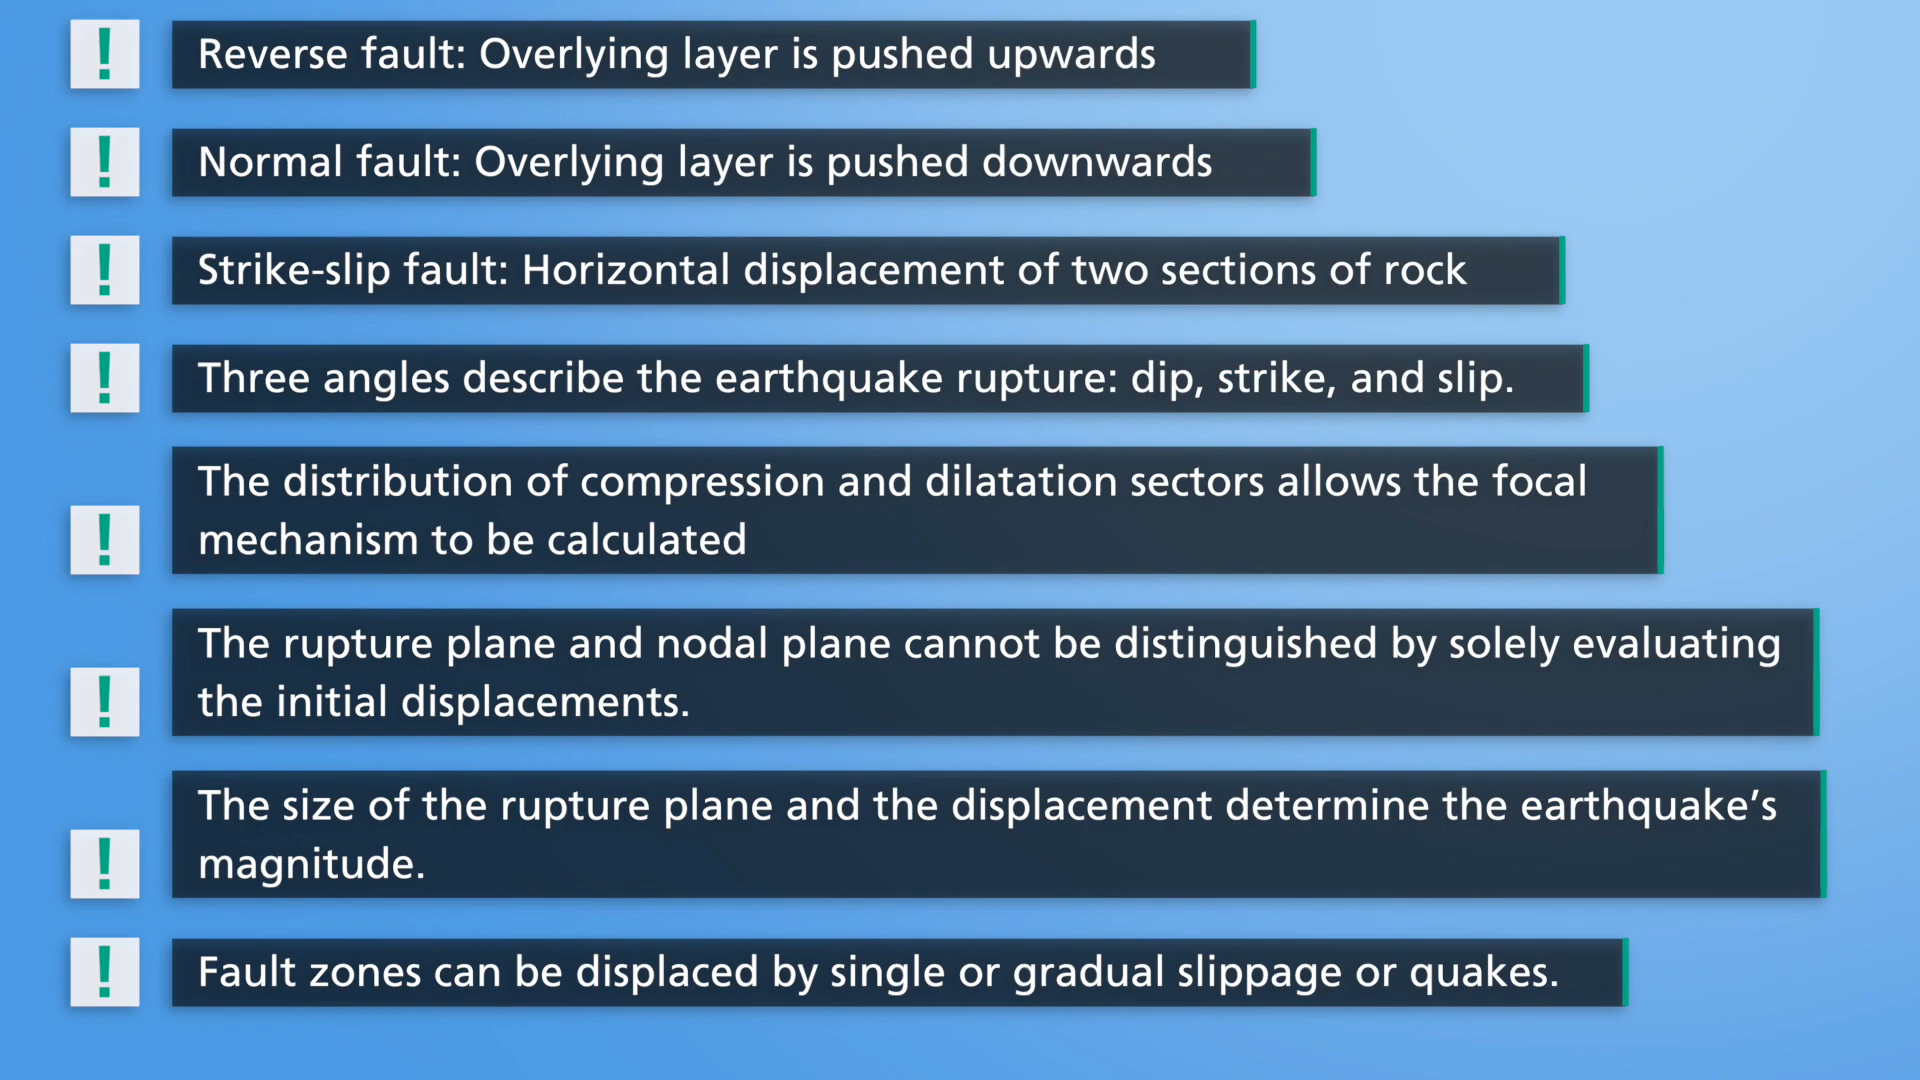 ! Reverse fault: Overlying layer is pushed upwards
! Normal fault: Overlying layer is pushed downwards
! Strike-slip fault: Horizontal displacement of two sections of rock
! Three angles describe the earthquake rupture: dip, strike, and slip.
The distribution of compression and dilatation sectors allows the focal
! mechanism to be calculated
The rupture plane and nodal plane cannot be distinguished by solely evaluating
! the initial displacements.
The size of the rupture plane and the displacement determine the earthquake’s
! magnitude.
! Fault zones can be displaced by single or gradual slippage or quakes.